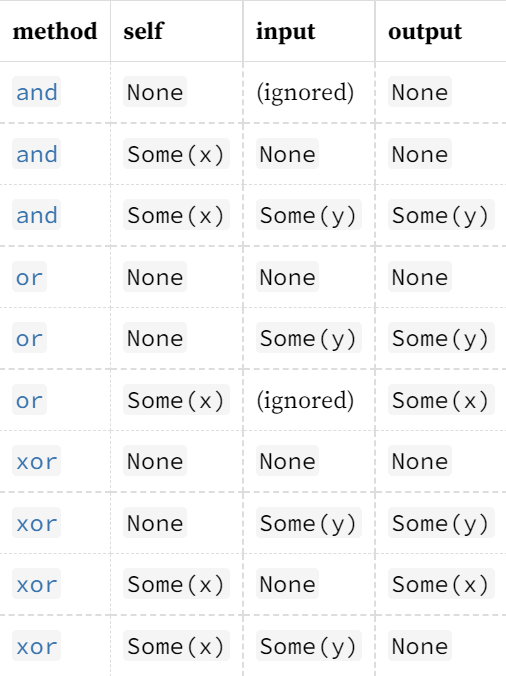 method self input output
and None (ignored) None
and Some(x) None None
and Some(x) Some(y) Some(y)
or None None None
or None Some(y) Some(y)
or Some(x) (ignored) Some(x)
xor None None None
xor None Some(y) Some(y)
xor Some(x) None Some(x)
xor Some(x) Some(y) None